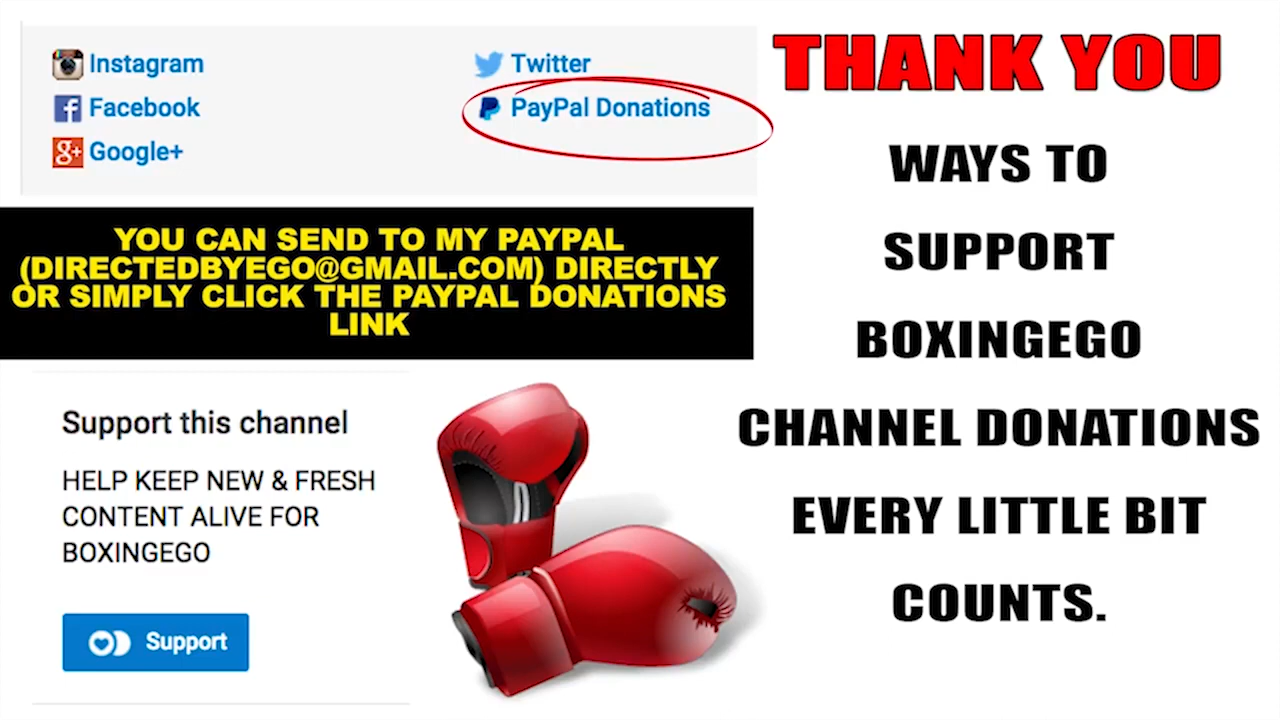 Instagram
Twitter
Facebook
PayPal Donations
Google+
YOU CAN SEND TO MY PAYPAL
(DIRECTEDBYEGO@GMAIL.COM) DIRECTLY
OR SIMPLY CLICK THE PAYPAL DONATIONS
LINK
Support this channel
HELP KEEP NEW & FRESH
CONTENT ALIVE FOR
BOXINGEGO
Support
THANK YOU
WAYS TO
SUPPORT
BOXINGEGO
CHANNEL DONATIONS
EVERY LITTLE BIT
COUNTS.